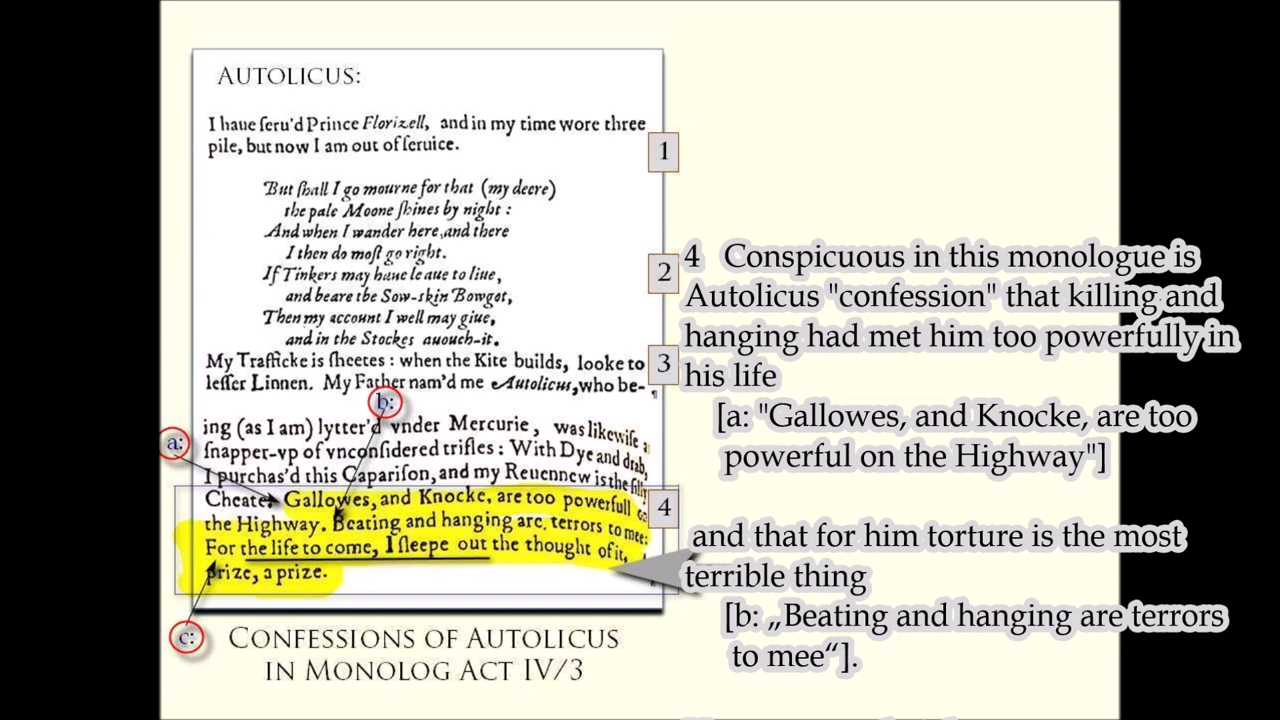 AUTOLICUS:
I haue ſeru'd Prince Florizell, and in my time wore three
pile, but now I am out of ſeruice.
But ſhall I go mourne for that (my deere)
the pale Moone ſhines by night :
And when I wander here, and there
I then do moſt go right.
If Tinkers may haue leaue to liue,
and beare the Sow-skin Bowget,
Then my account I well may giue,
and in the Stockes auouch-it.
My Trafficke is ſheetes : when the Kite builds, looke to
leſſer Linnen. My Father nam'd me Autolicus, who be-
ing (as I am) lytter'd vnder Mercurie, was likewiſe a
ſnapper-vp of vnconſidered trifles : With Dye and drab,
I purchas'd this Capariſon, and my Reuennew is the ſilly
Cheate, Gallowes, and Knocke, are too powerfull on
the Highway. Beating and hanging are terrors to mee:
For the life to come, I ſleepe out the thought of it,
Prize, a prize.
1
2
3
4
a:
b:
c:
CONFESSIONS OF AUTOLICUS
IN MONOLOG ACT IV/3
4 Conspicuous in this monologue is
Autolicus "confession" that killing and
hanging had met him too powerfully in
his life
[a: "Gallowes, and Knocke, are too
powerful on the Highway"]
and that for him torture is the most
terrible thing
[b: „Beating and hanging are terrors
to mee“].